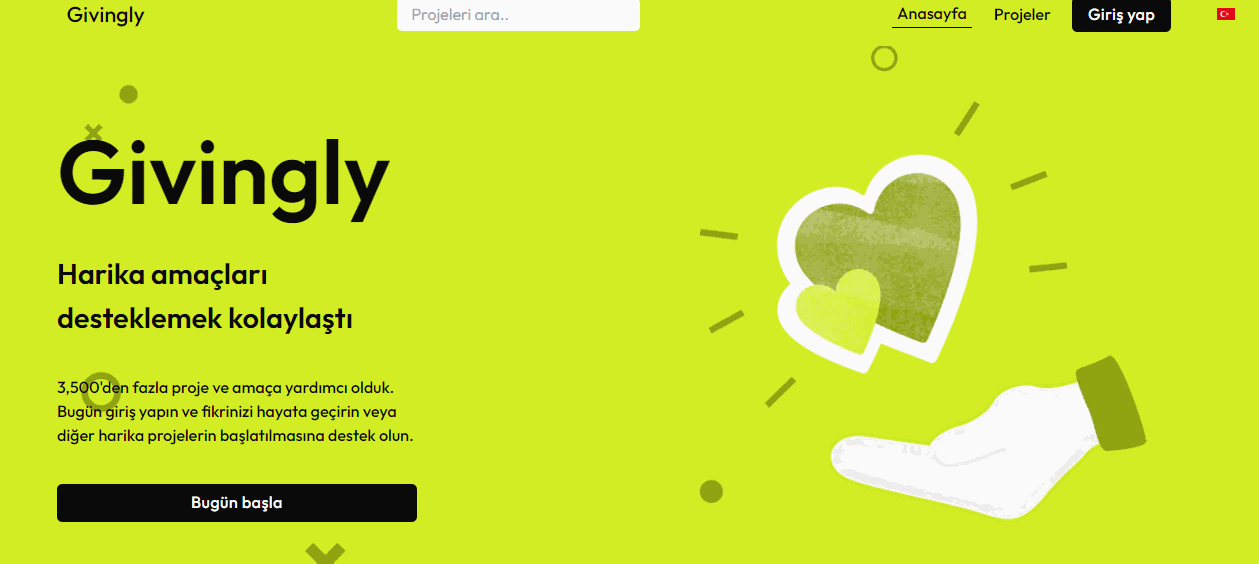 Givingly
Projeleri ara..
Anasayfa
Projeler
Giriş yap
Givingly
Harika amaçları
desteklemek kolaylaştı
3,500'den fazla proje ve amaça yardımcı olduk.
Bugün giriş yapın ve fikrinizi hayata geçirin veya
diğer harika projelerin başlatılmasına destek olun.
Bugün başla